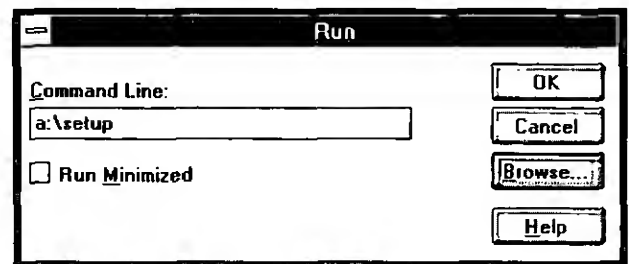 Run
Command Line:
a:\setup
Run Minimized
OK
Cancel
Browse...
Help